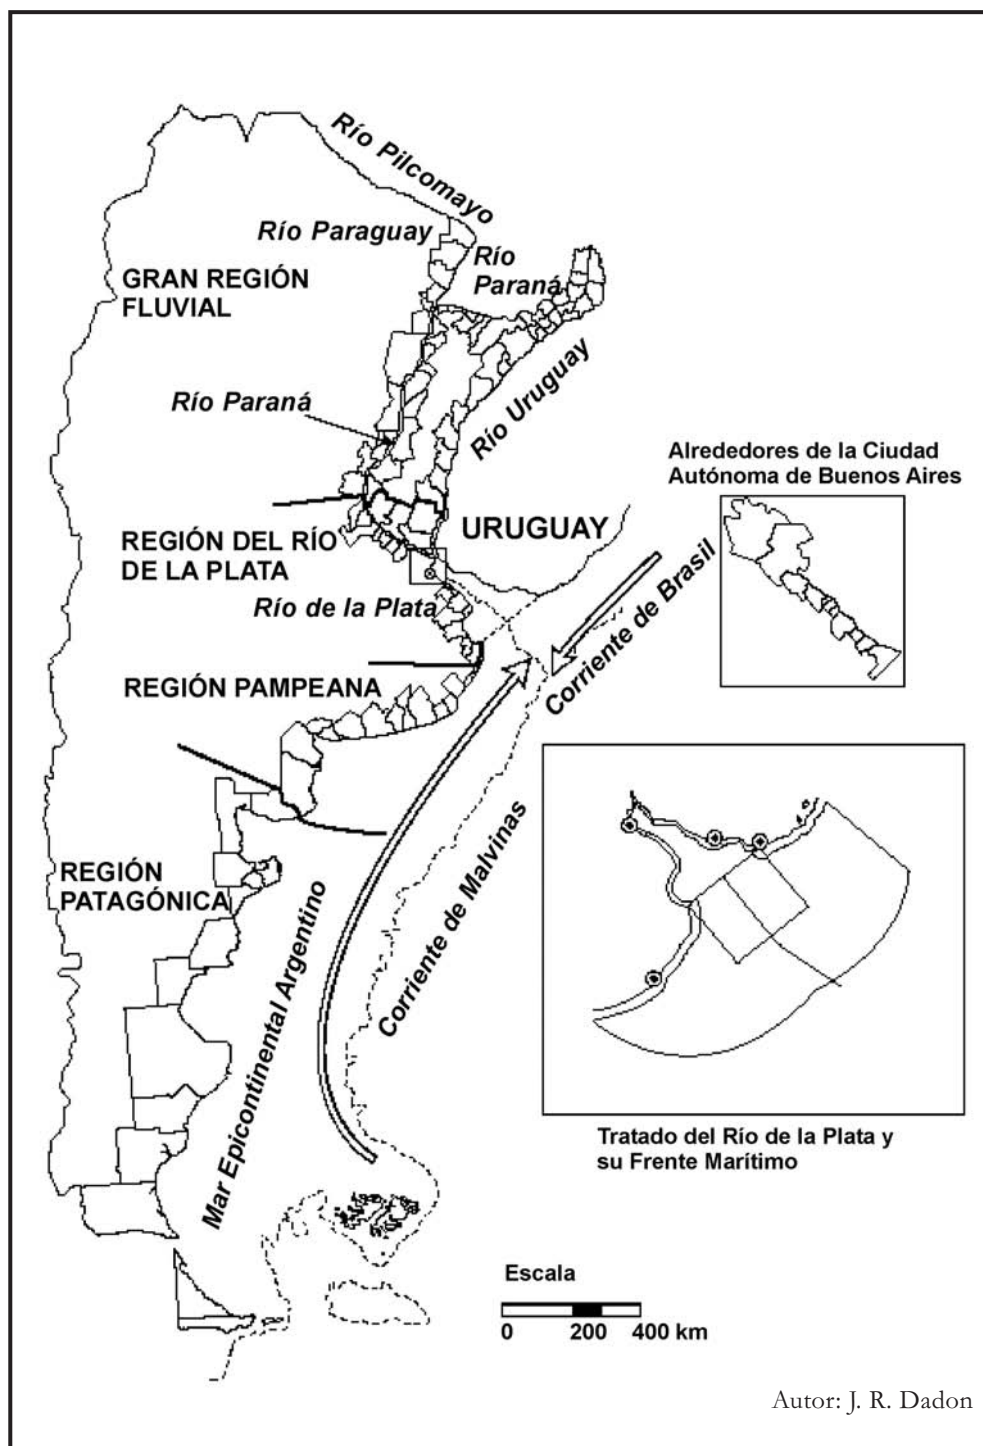 Río Pilcomayo
Río Paraguay
Río
Paraná
GRAN REGIÓN
FLUVIAL
Río Uruguay
Río Paraná
Alrededores de la Ciudad
Autónoma de Buenos Aires
URUGUAY
REGIÓN DEL RÍO
DE LA PLATA
Río de la Plata
Corriente de Brasil
REGIÓN PAMPEANA
REGIÓN
PATAGÓNICA
Corriente de Malvinas
Mar Epicontinental Argentino
Tratado del Río de la Plata y
su Frente Marítimo
Escala
0 200 400 km
Autor: J. R. Dadon